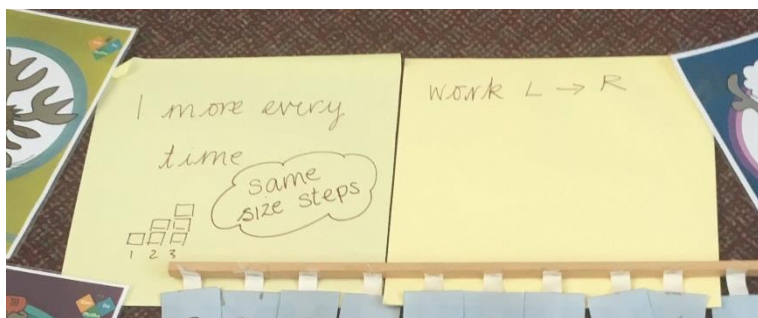 1 more every
time
same
size steps
1 2 3
work L → R